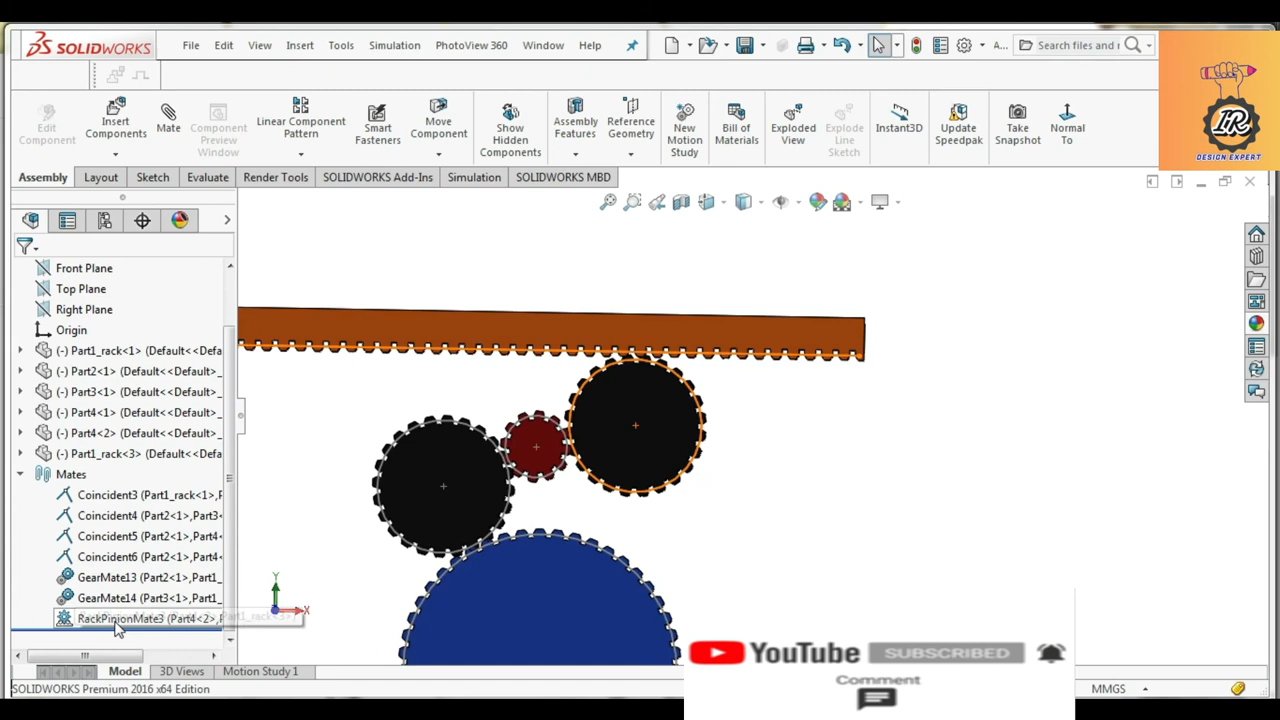 SOLIDWORKS File Edit View Insert Tools Simulation PhotoView 360 Window Help A... Search files and r
Edit Component
Insert Components
Mate
Component Preview Window
Linear Component Pattern
Smart Fasteners
Move Component
Show Hidden Components
Assembly Features
Reference Geometry
New Motion Study
Bill of Materials
Exploded View
Explode Line Sketch
Instant3D
Update Speedpak
Take Snapshot
Normal To
IR
DESIGN EXPERT
Assembly Layout Sketch Evaluate Render Tools SOLIDWORKS Add-Ins Simulation SOLIDWORKS MBD
Front Plane
Top Plane
Right Plane
Origin
(-) Part1_rack<1> (Default<<Defa
(-) Part2<1> (Default<<Default>_
(-) Part3<1> (Default<<Default>_
(-) Part4<1> (Default<<Default>_
(-) Part4<2> (Default<<Default>_
(-) Part1_rack<3> (Default<<Defa
Mates
Coincident3 (Part1_rack<1>,F
Coincident4 (Part2<1>,Part3<
Coincident5 (Part2<1>,Part4<
Coincident6 (Part2<1>,Part4<
GearMate13 (Part2<1>,Part1_
GearMate14 (Part3<1>,Part1_
RackPinionMate3 (Part4<2>,F
Y
X
Model 3D Views Motion Study 1
SOLIDWORKS Premium 2016 x64 Edition
MMGS
YouTube SUBSCRIBED
Comment